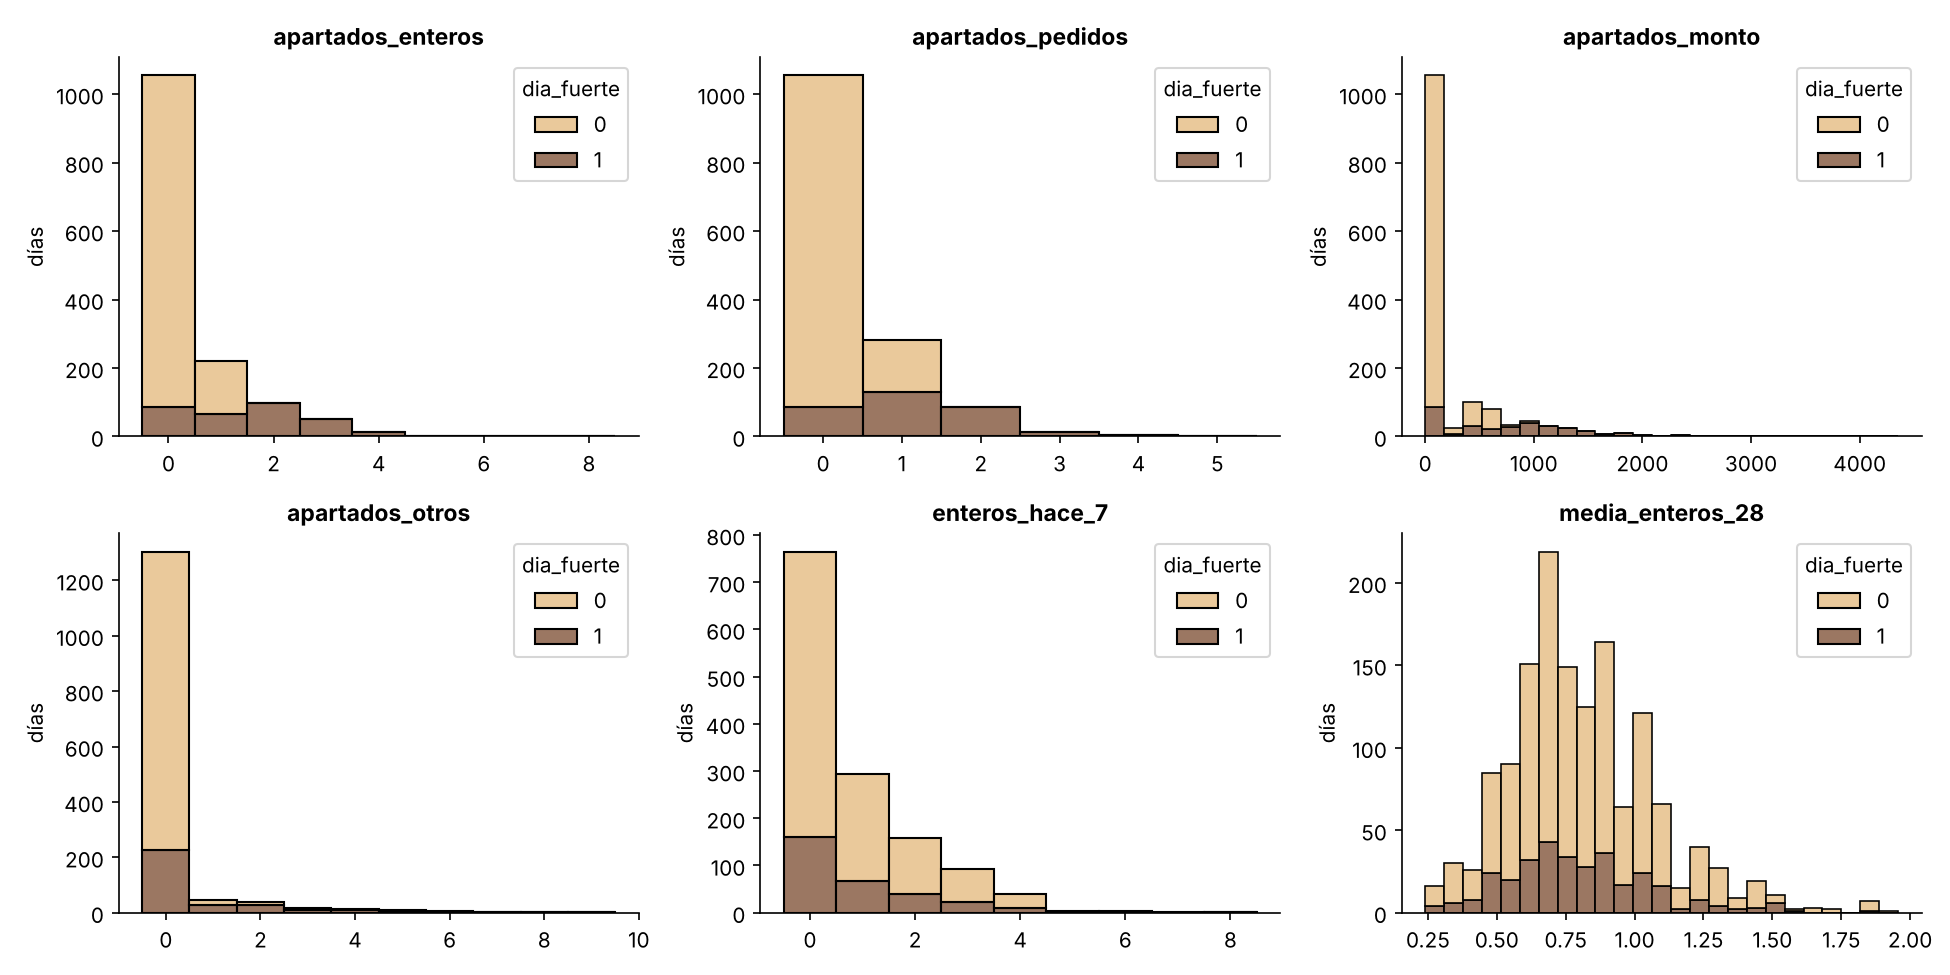 apartados_enteros
días
1000
800
600
400
200
0
0 2 4 6 8
dia_fuerte
0
1
apartados_pedidos
días
1000
800
600
400
200
0
0 1 2 3 4 5
dia_fuerte
0
1
apartados_monto
días
1000
800
600
400
200
0
0 1000 2000 3000 4000
dia_fuerte
0
1
apartados_otros
días
1200
1000
800
600
400
200
0
0 2 4 6 8 10
dia_fuerte
0
1
enteros_hace_7
días
800
700
600
500
400
300
200
100
0
0 2 4 6 8
dia_fuerte
0
1
media_enteros_28
días
200
150
100
50
0
0.25 0.50 0.75 1.00 1.25 1.50 1.75 2.00
dia_fuerte
0
1